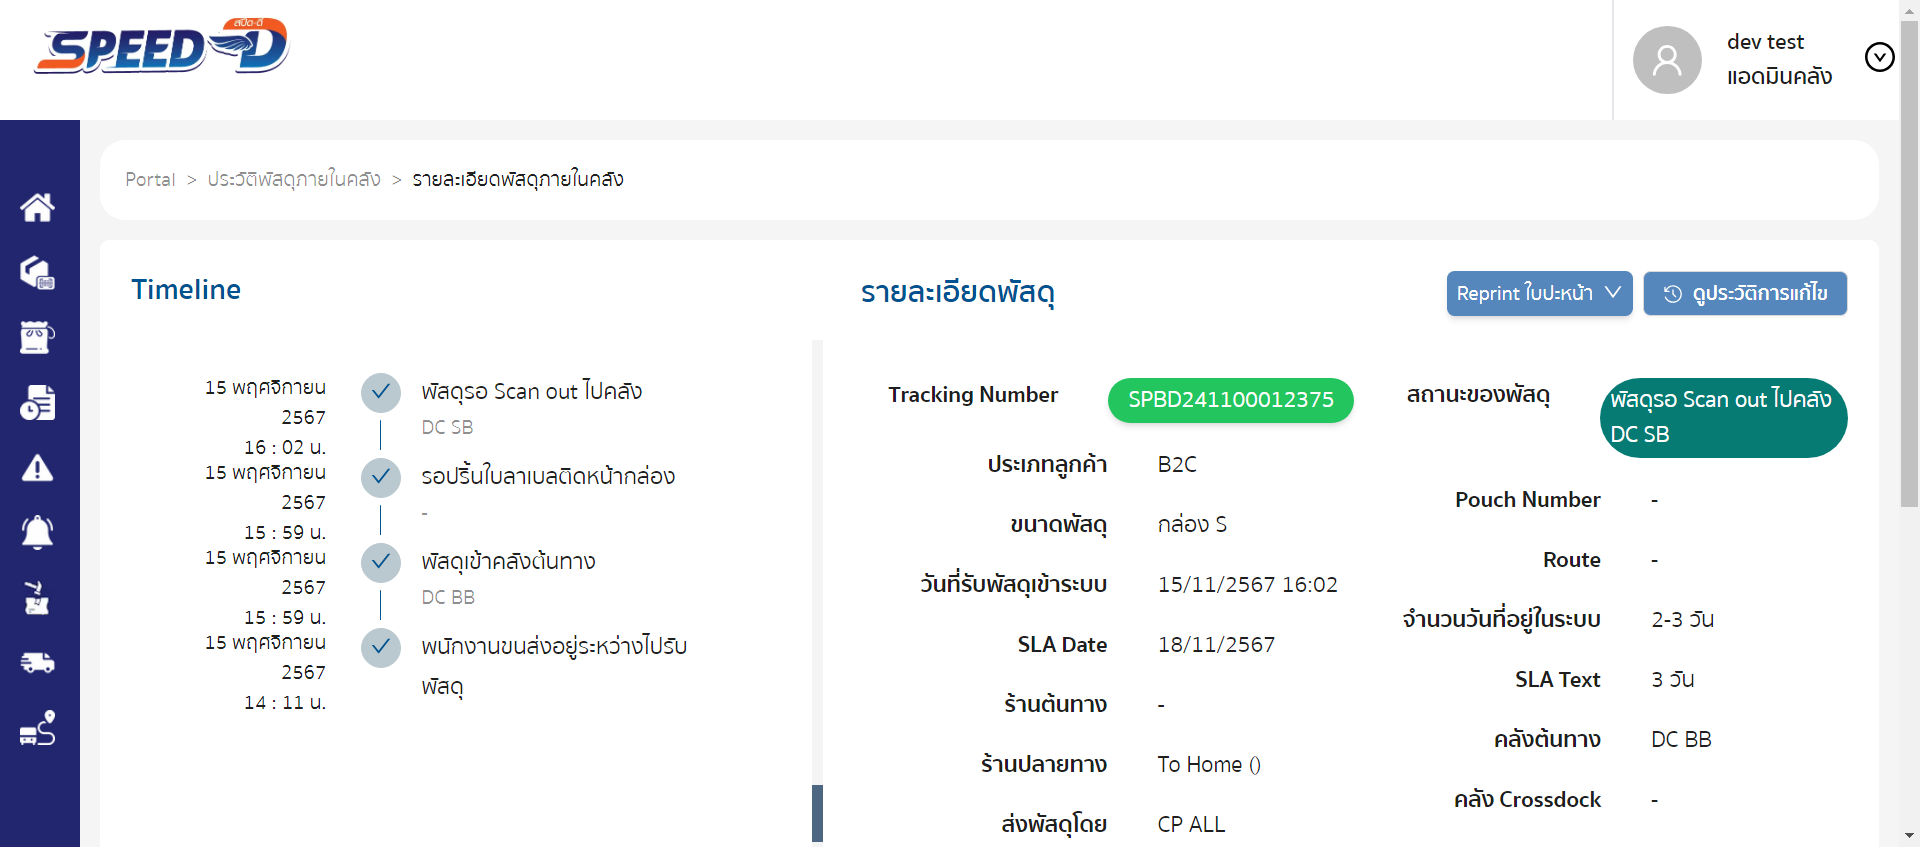 สปีด-ดี
SPEED-D
dev test
แอดมินคลัง
Portal > ประวัติพัสดุภายในคลัง > รายละเอียดพัสดุภายในคลัง
Timeline
15 พฤศจิกายน
2567
16 : 02 น.
พัสดุรอ Scan out ไปคลัง
DC SB
15 พฤศจิกายน
2567
15 : 59 น.
รอปริ้นใบลาเบลติดหน้ากล่อง
-
15 พฤศจิกายน
2567
15 : 59 น.
พัสดุเข้าคลังต้นทาง
DC BB
15 พฤศจิกายน
2567
14 : 11 น.
พนักงานขนส่งอยู่ระหว่างไปรับ
พัสดุ
รายละเอียดพัสดุ
Reprint ใบปะหน้า
ดูประวัติการแก้ไข
Tracking Number SPBD241100012375
ประเภทลูกค้า B2C
ขนาดพัสดุ กล่อง S
วันที่รับพัสดุเข้าระบบ 15/11/2567 16:02
SLA Date 18/11/2567
ร้านต้นทาง -
ร้านปลายทาง To Home ()
ส่งพัสดุโดย CP ALL
สถานะของพัสดุ พัสดุรอ Scan out ไปคลัง
DC SB
Pouch Number -
Route -
จำนวนวันที่อยู่ในระบบ 2-3 วัน
SLA Text 3 วัน
คลังต้นทาง DC BB
คลัง Crossdock -